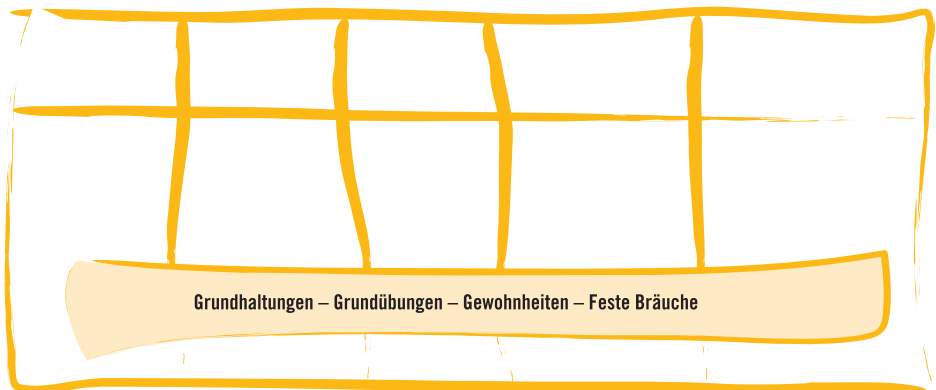 Grundhaltungen – Grundübungen – Gewohnheiten – Feste Bräuche